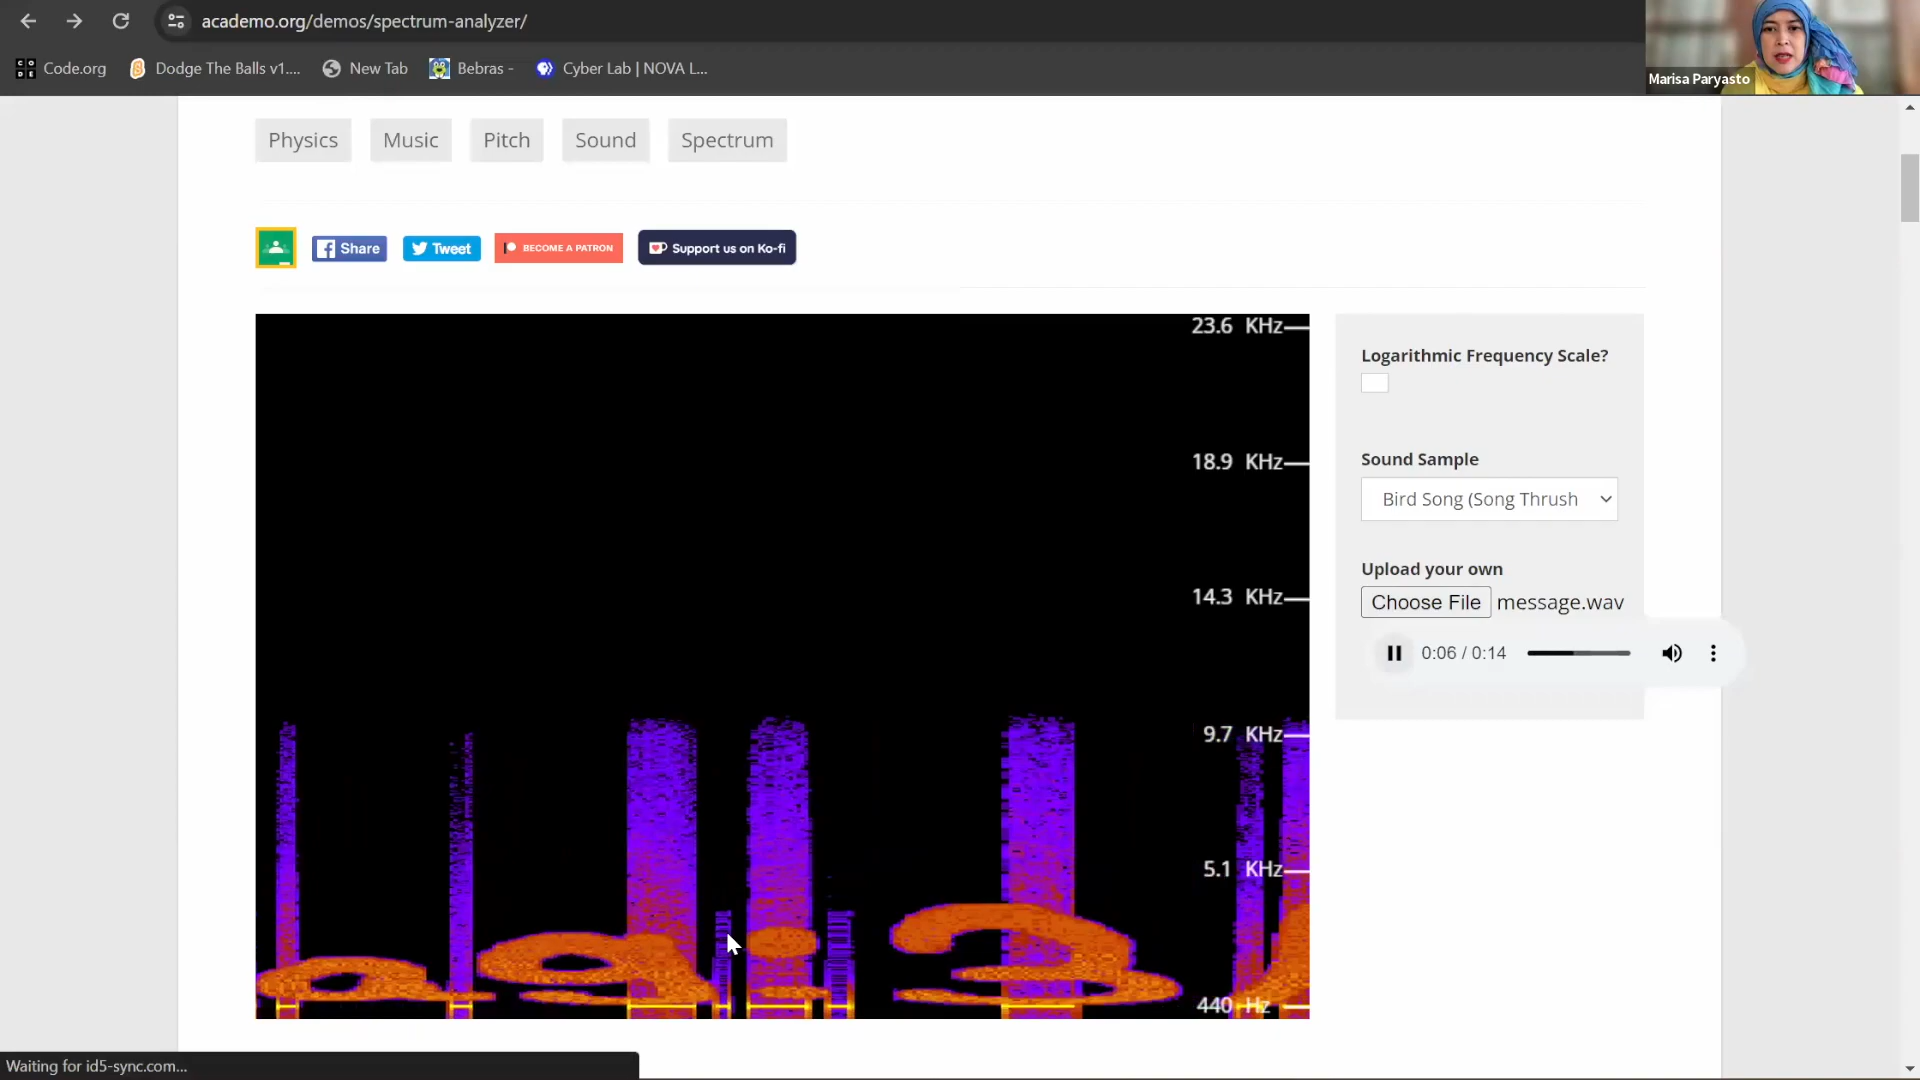 academo.org/demos/spectrum-analyzer/
Code.org
Dodge The Balls v1....
New Tab
Bebras -
Cyber Lab | NOVA L...
Marisa Paryasto
Physics
Music
Pitch
Sound
Spectrum
Share
Tweet
BECOME A PATRON
Support us on Ko-fi
23.6 KHz
18.9 KHz
14.3 KHz
9.7 KHz
5.1 KHz
440 Hz
Logarithmic Frequency Scale?
Sound Sample
Bird Song (Song Thrush
Upload your own
Choose File message.wav
0:06 / 0:14
Waiting for id5-sync.com...